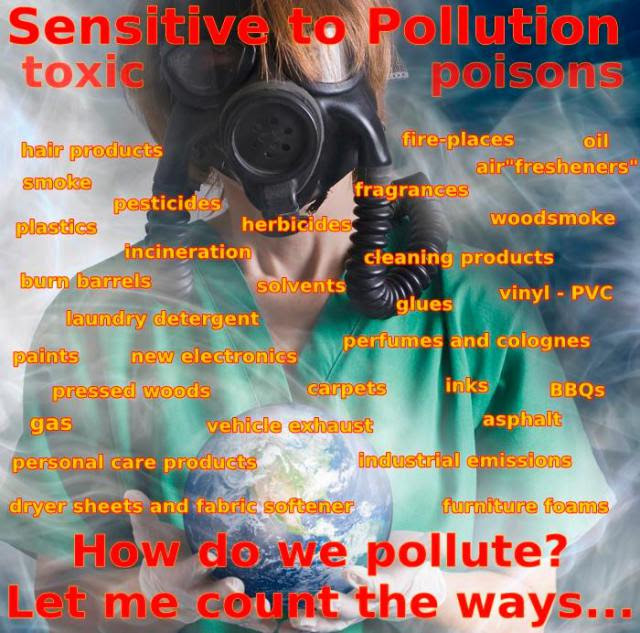 Sensitive to Pollution
toxic poisons
hair products fire-places oil
air"fresheners"
smoke fragrances
pesticides
plastics herbicides woodsmoke
incineration cleaning products
burn barrels solvents vinyl - PVC
glues
laundry detergent
perfumes and colognes
paints new electronics
pressed woods carpets inks BBQs
gas vehicle exhaust asphalt
personal care products industrial emissions
dryer sheets and fabric softener furniture foams
How do we pollute?
Let me count the ways...